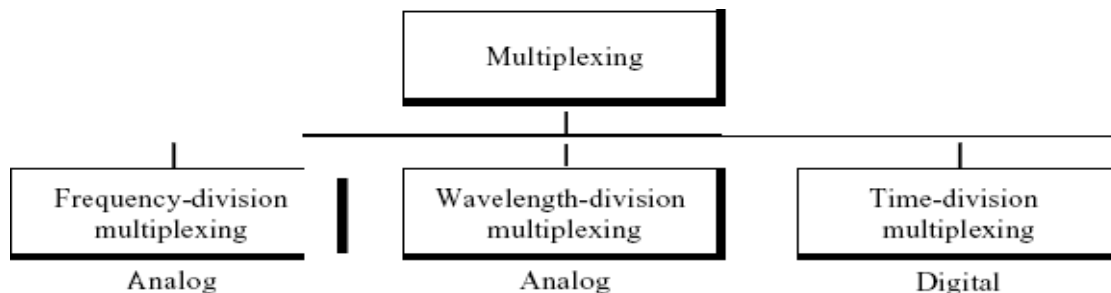 Multiplexing
Frequency-division
multiplexing
Wavelength-division
multiplexing
Time-division
multiplexing
Analog
Analog
Digital